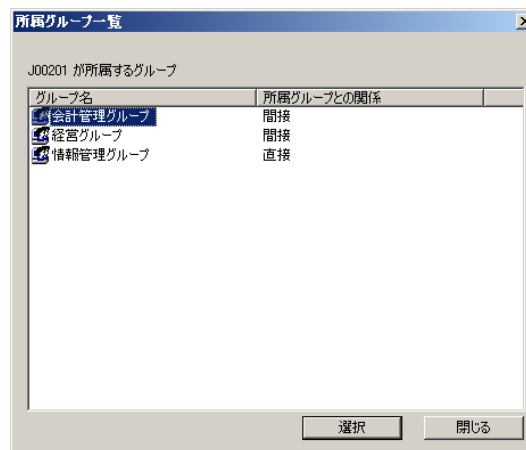 所属グループ一覧
J00201 が所属するグループ
グループ名 所属グループとの関係
会計管理グループ 間接
経営グループ 間接
情報管理グループ 直接
選択 閉じる